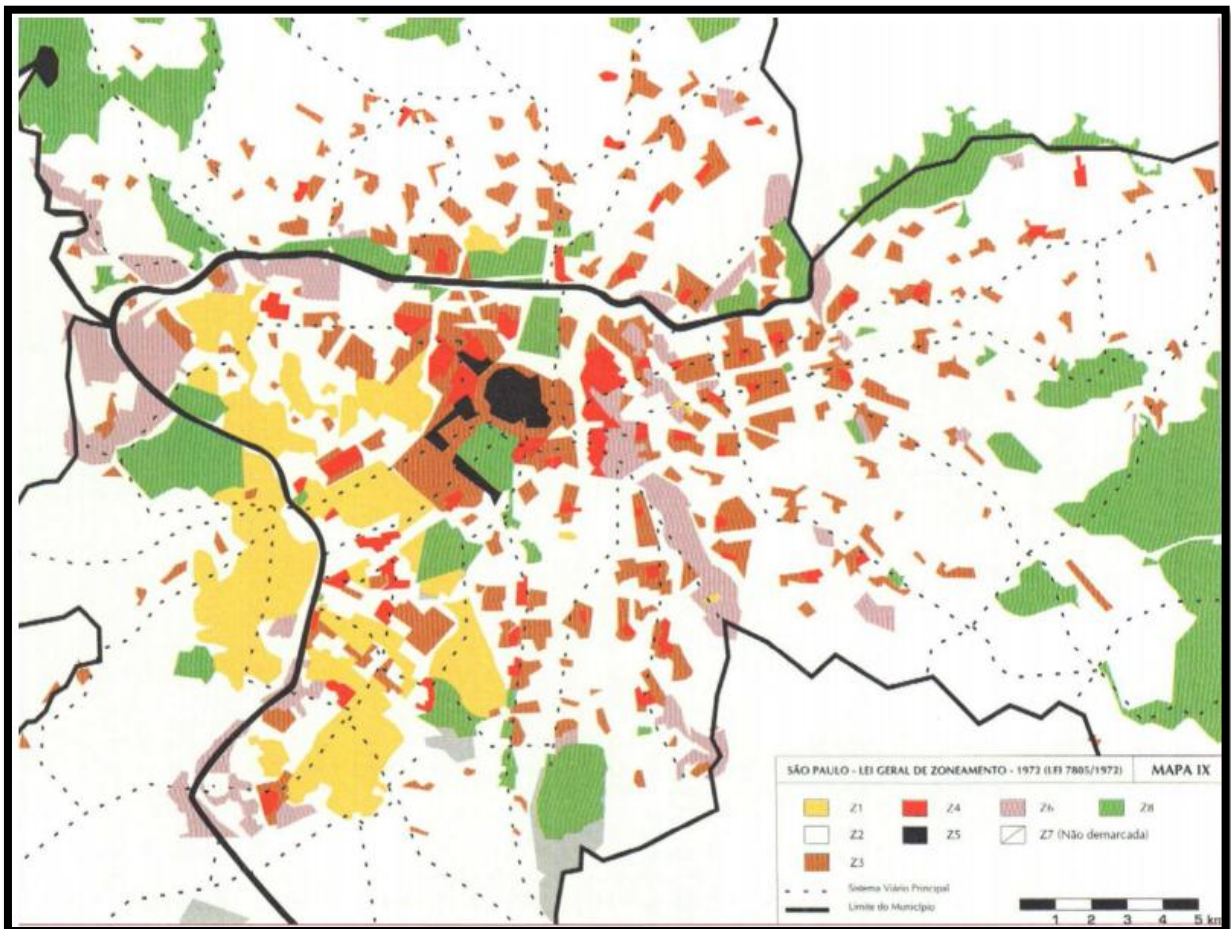 SÃO PAULO - LEI GERAL DE ZONEAMENTO - 1972 (LEI 7805/1972) MAPA IX
Z1 Z4 Z6 Z8
Z2 Z5 Z7 (Não demarcada)
Z3
Sistema Viário Principal
Limite do Município
1 2 3 4 5 km